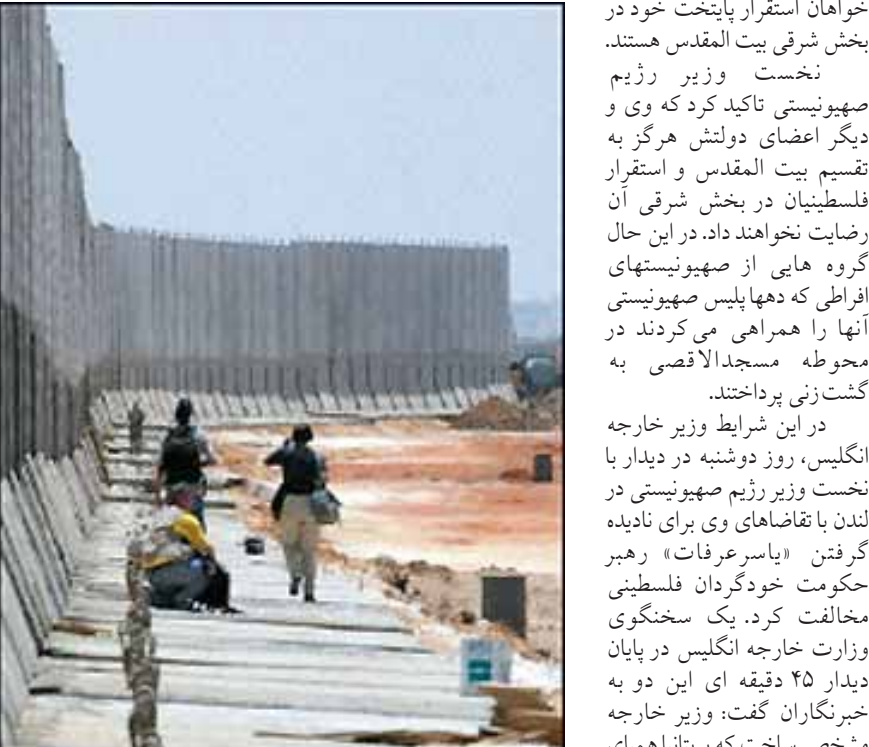 خواهان استقرار پایتخت خود در
بخش شرقی بیت المقدس هستند.
نخست وزیر رژیم
صهیونیستی تاکید کرد که وی و
دیگر اعضای دولتش هرگز به
تقسیم بیت المقدس و استقرار
فلسطینیان در بخش شرقی آن
رضایت نخواهند داد. در این حال
گروه هایی از صهیونیستهای
افراطی که دهها پلیس صهیونیستی
آنها را همراهی می کردند در
محوطه مسجدالاقصی به
گشت زنی پرداختند.
در این شرایط وزیر خارجه
انگلیس، روز دوشنبه در دیدار با
نخست وزیر رژیم صهیونیستی در
لندن با تقاضاهای وی برای نادیده
گرفتن «یاسرعرفات» رهبر
حکومت خودگردان فلسطینی
مخالفت کرد. یک سخنگوی
وزارت خارجه انگلیس در پایان
دیدار ۴۵ دقیقه ای این دو به
خبرنگاران گفت: وزیر خارجه